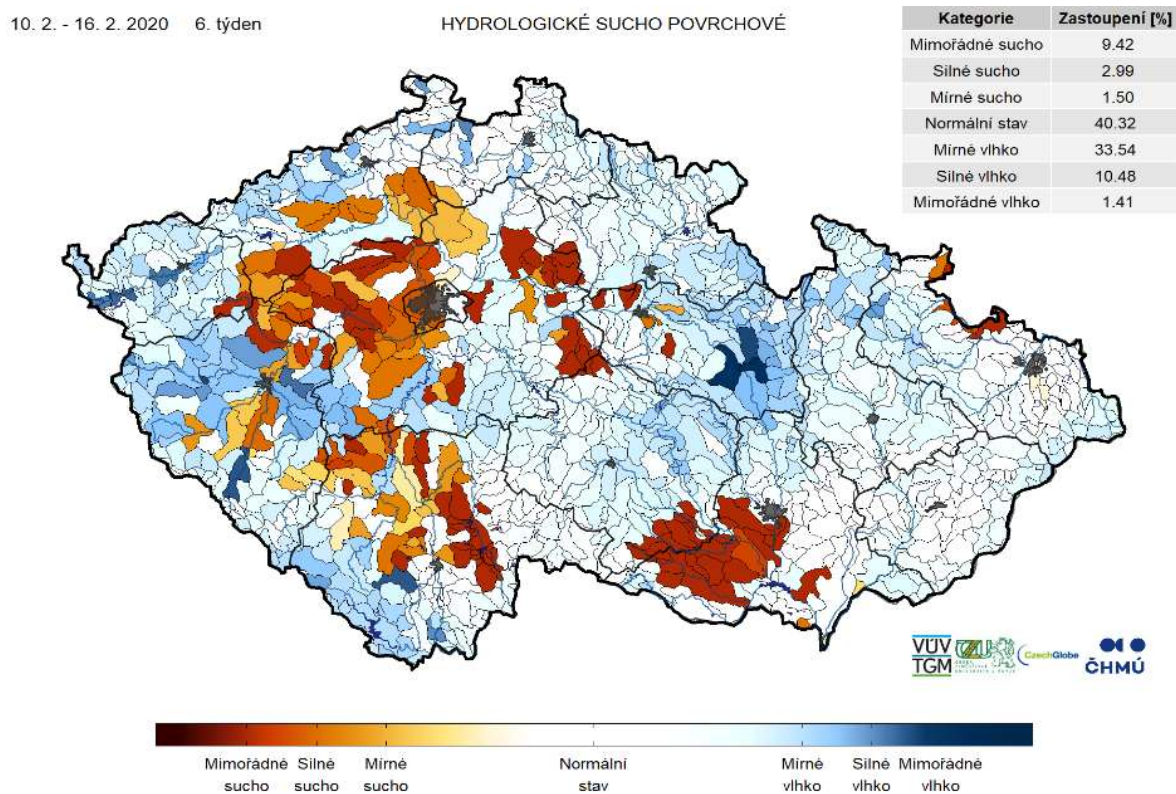 10. 2. - 16. 2. 2020 6. týden
HYDROLOGICKÉ SUCHO POVRCHOVÉ
Kategorie Zastoupení [%]
Mimořádné sucho 9.42
Silné sucho 2.99
Mírné sucho 1.50
Normální stav 40.32
Mírné vlhko 33.54
Silné vlhko 10.48
Mimořádné vlhko 1.41
VÚV
TGM
CzechGlobe
ČHMÚ
Mimořádné sucho
Silné sucho
Mírné sucho
Normální stav
Mírné vlhko
Silné vlhko
Mimořádné vlhko